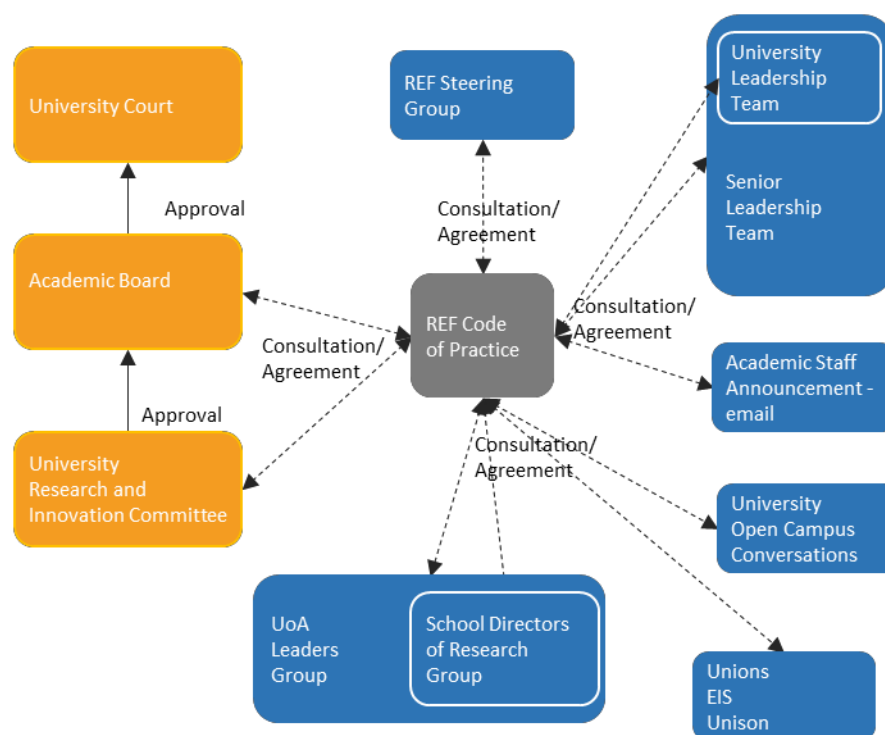 University Court
Approval
Academic Board
Approval
University
Research and
Innovation Committee
Consultation/
Agreement
REF Steering
Group
Consultation/
Agreement
REF Code
of Practice
Consultation/
Agreement
UoA
Leaders
Group
School Directors
of Research
Group
University
Leadership
Team
Senior
Leadership
Team
Consultation/
Agreement
Academic Staff
Announcement -
email
University
Open Campus
Conversations
Unions
EIS
Unison